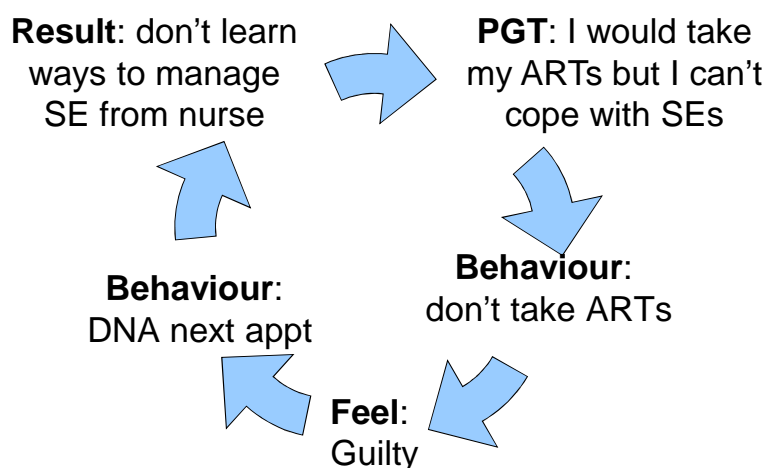 Result: don't learn
ways to manage
SE from nurse
PGT: I would take
my ARTs but I can't
cope with SEs
Behaviour:
don't take ARTs
Feel:
Guilty
Behaviour:
DNA next appt